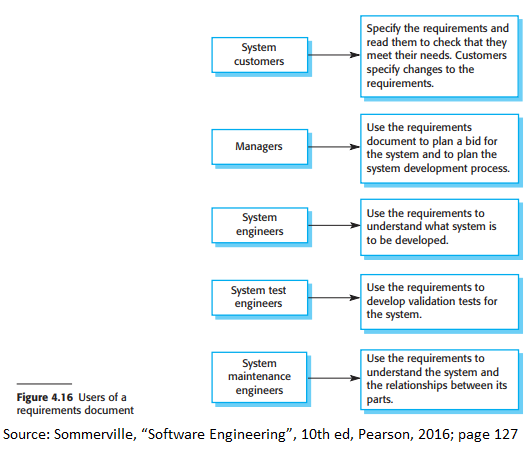 System
customers
Specify the requirements and
read them to check that they
meet their needs. Customers
specify changes to the
requirements.
Managers
Use the requirements
document to plan a bid for
the system and to plan the
system development process.
System
engineers
Use the requirements to
understand what system is
to be developed.
System test
engineers
Use the requirements to
develop validation tests for
the system.
System
maintenance
engineers
Use the requirements to
understand the system and
the relationships between its
parts.
Figure 4.16 Users of a
requirements document
Source: Sommerville, “Software Engineering”, 10th ed, Pearson, 2016; page 127